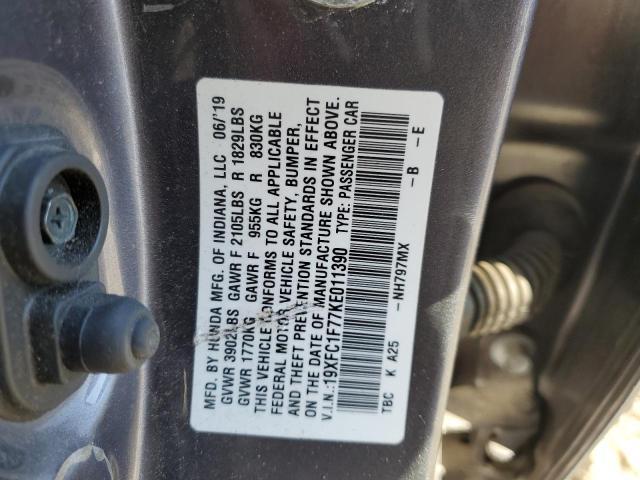 MFD. BY HONDA MFG. OF INDIANA, LLC 06/'19
GVWR 3902LBS GAWR F 2105LBS R 1829LBS
GVWR 1770KG GAWR F 955KG R 830KG
THIS VEHICLE CONFORMS TO ALL APPLICABLE
FEDERAL MOTOR VEHICLE SAFETY, BUMPER,
AND THEFT PREVENTION STANDARDS IN EFFECT
ON THE DATE OF MANUFACTURE SHOWN ABOVE.
V.I.N.:19XFC1F77KE011390 TYPE: PASSENGER CAR
NH797MX
TBC K A25 B E